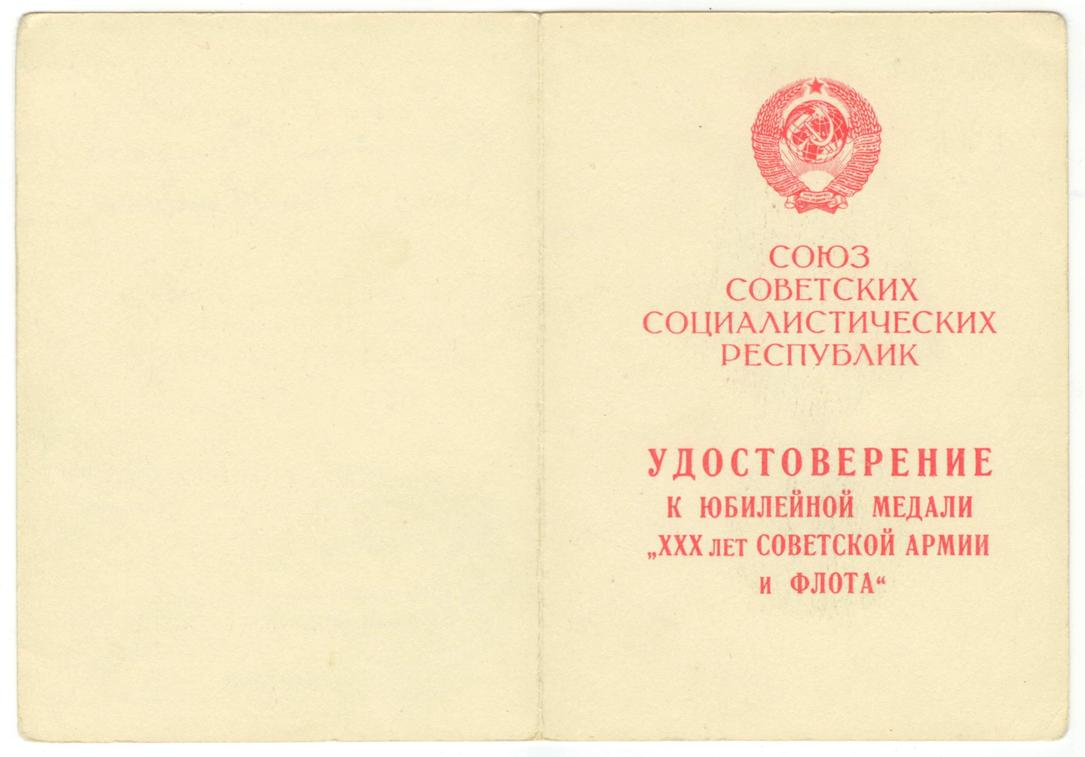 СОЮЗ
СОВЕТСКИХ
СОЦИАЛИСТИЧЕСКИХ
РЕСПУБЛИК
УДОСТОВЕРЕНИЕ
К ЮБИЛЕЙНОЙ МЕДАЛИ
„XXX ЛЕТ СОВЕТСКОЙ АРМИИ
И ФЛОТА“